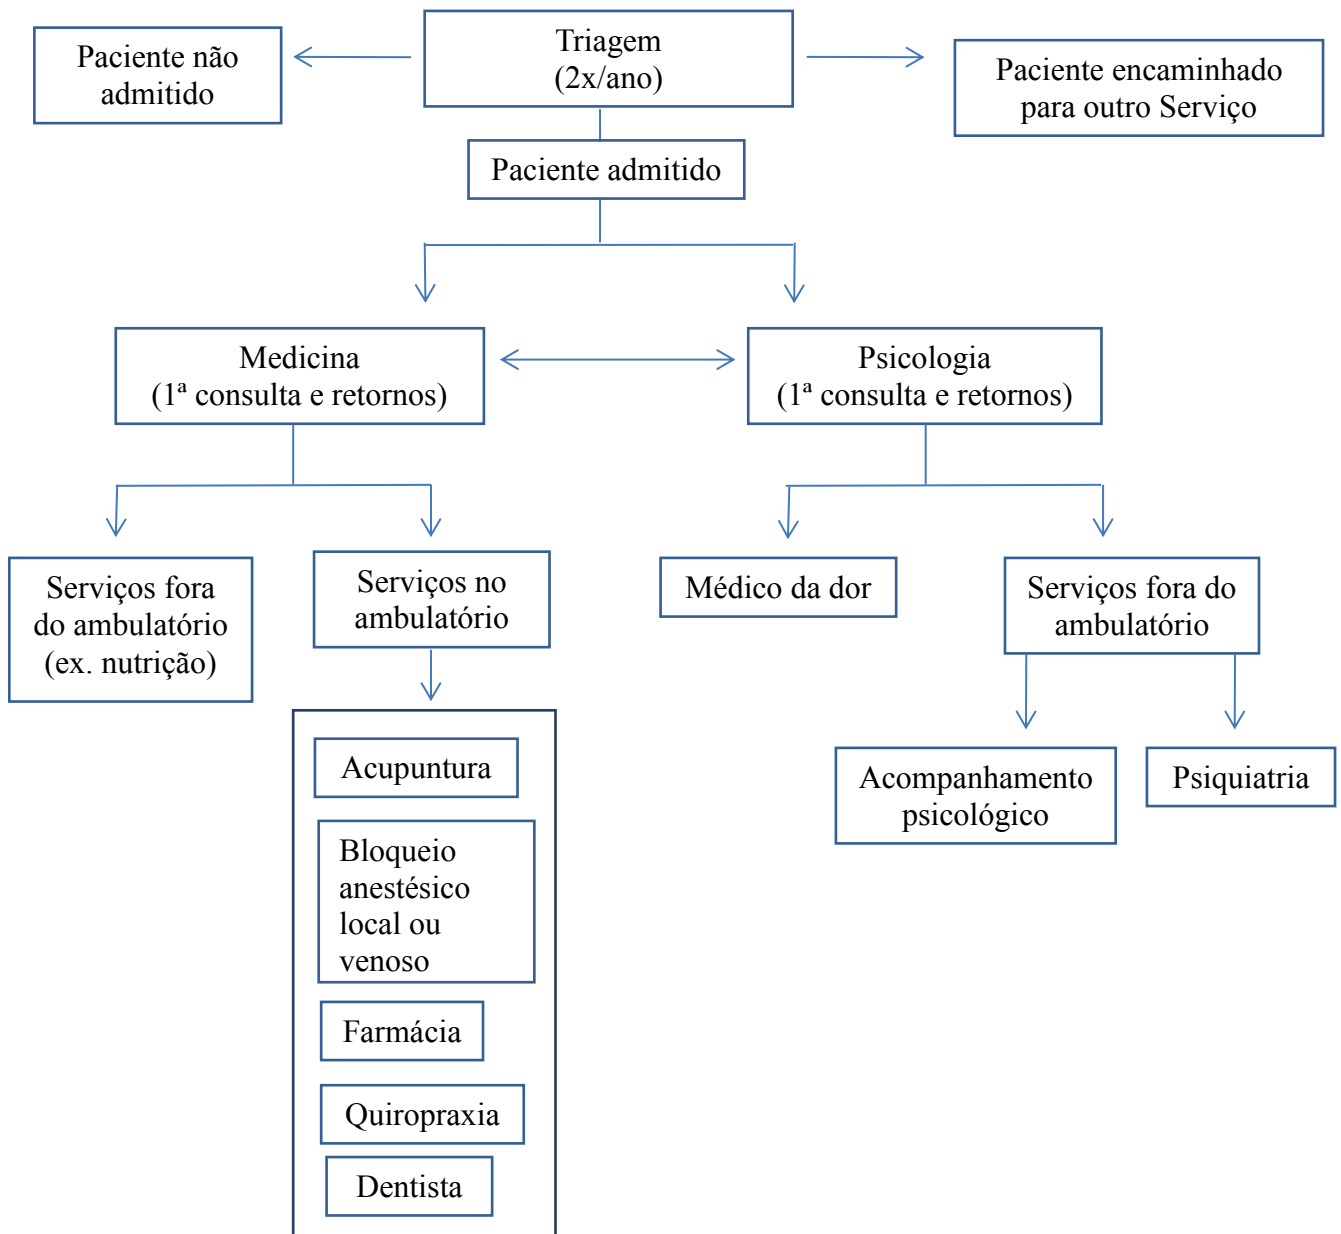 Paciente não
admitido
Triagem
(2x/ano)
Paciente encaminhado
para outro Serviço
Paciente admitido
Medicina
(1ª consulta e retornos)
Psicologia
(1ª consulta e retornos)
Serviços fora
do ambulatório
(ex. nutrição)
Serviços no
ambulatório
Médico da dor
Serviços fora do
ambulatório
Acupuntura
Bloqueio
anestésico
local ou
venoso
Farmácia
Quiropraxia
Dentista
Acompanhamento
psicológico
Psiquiatria